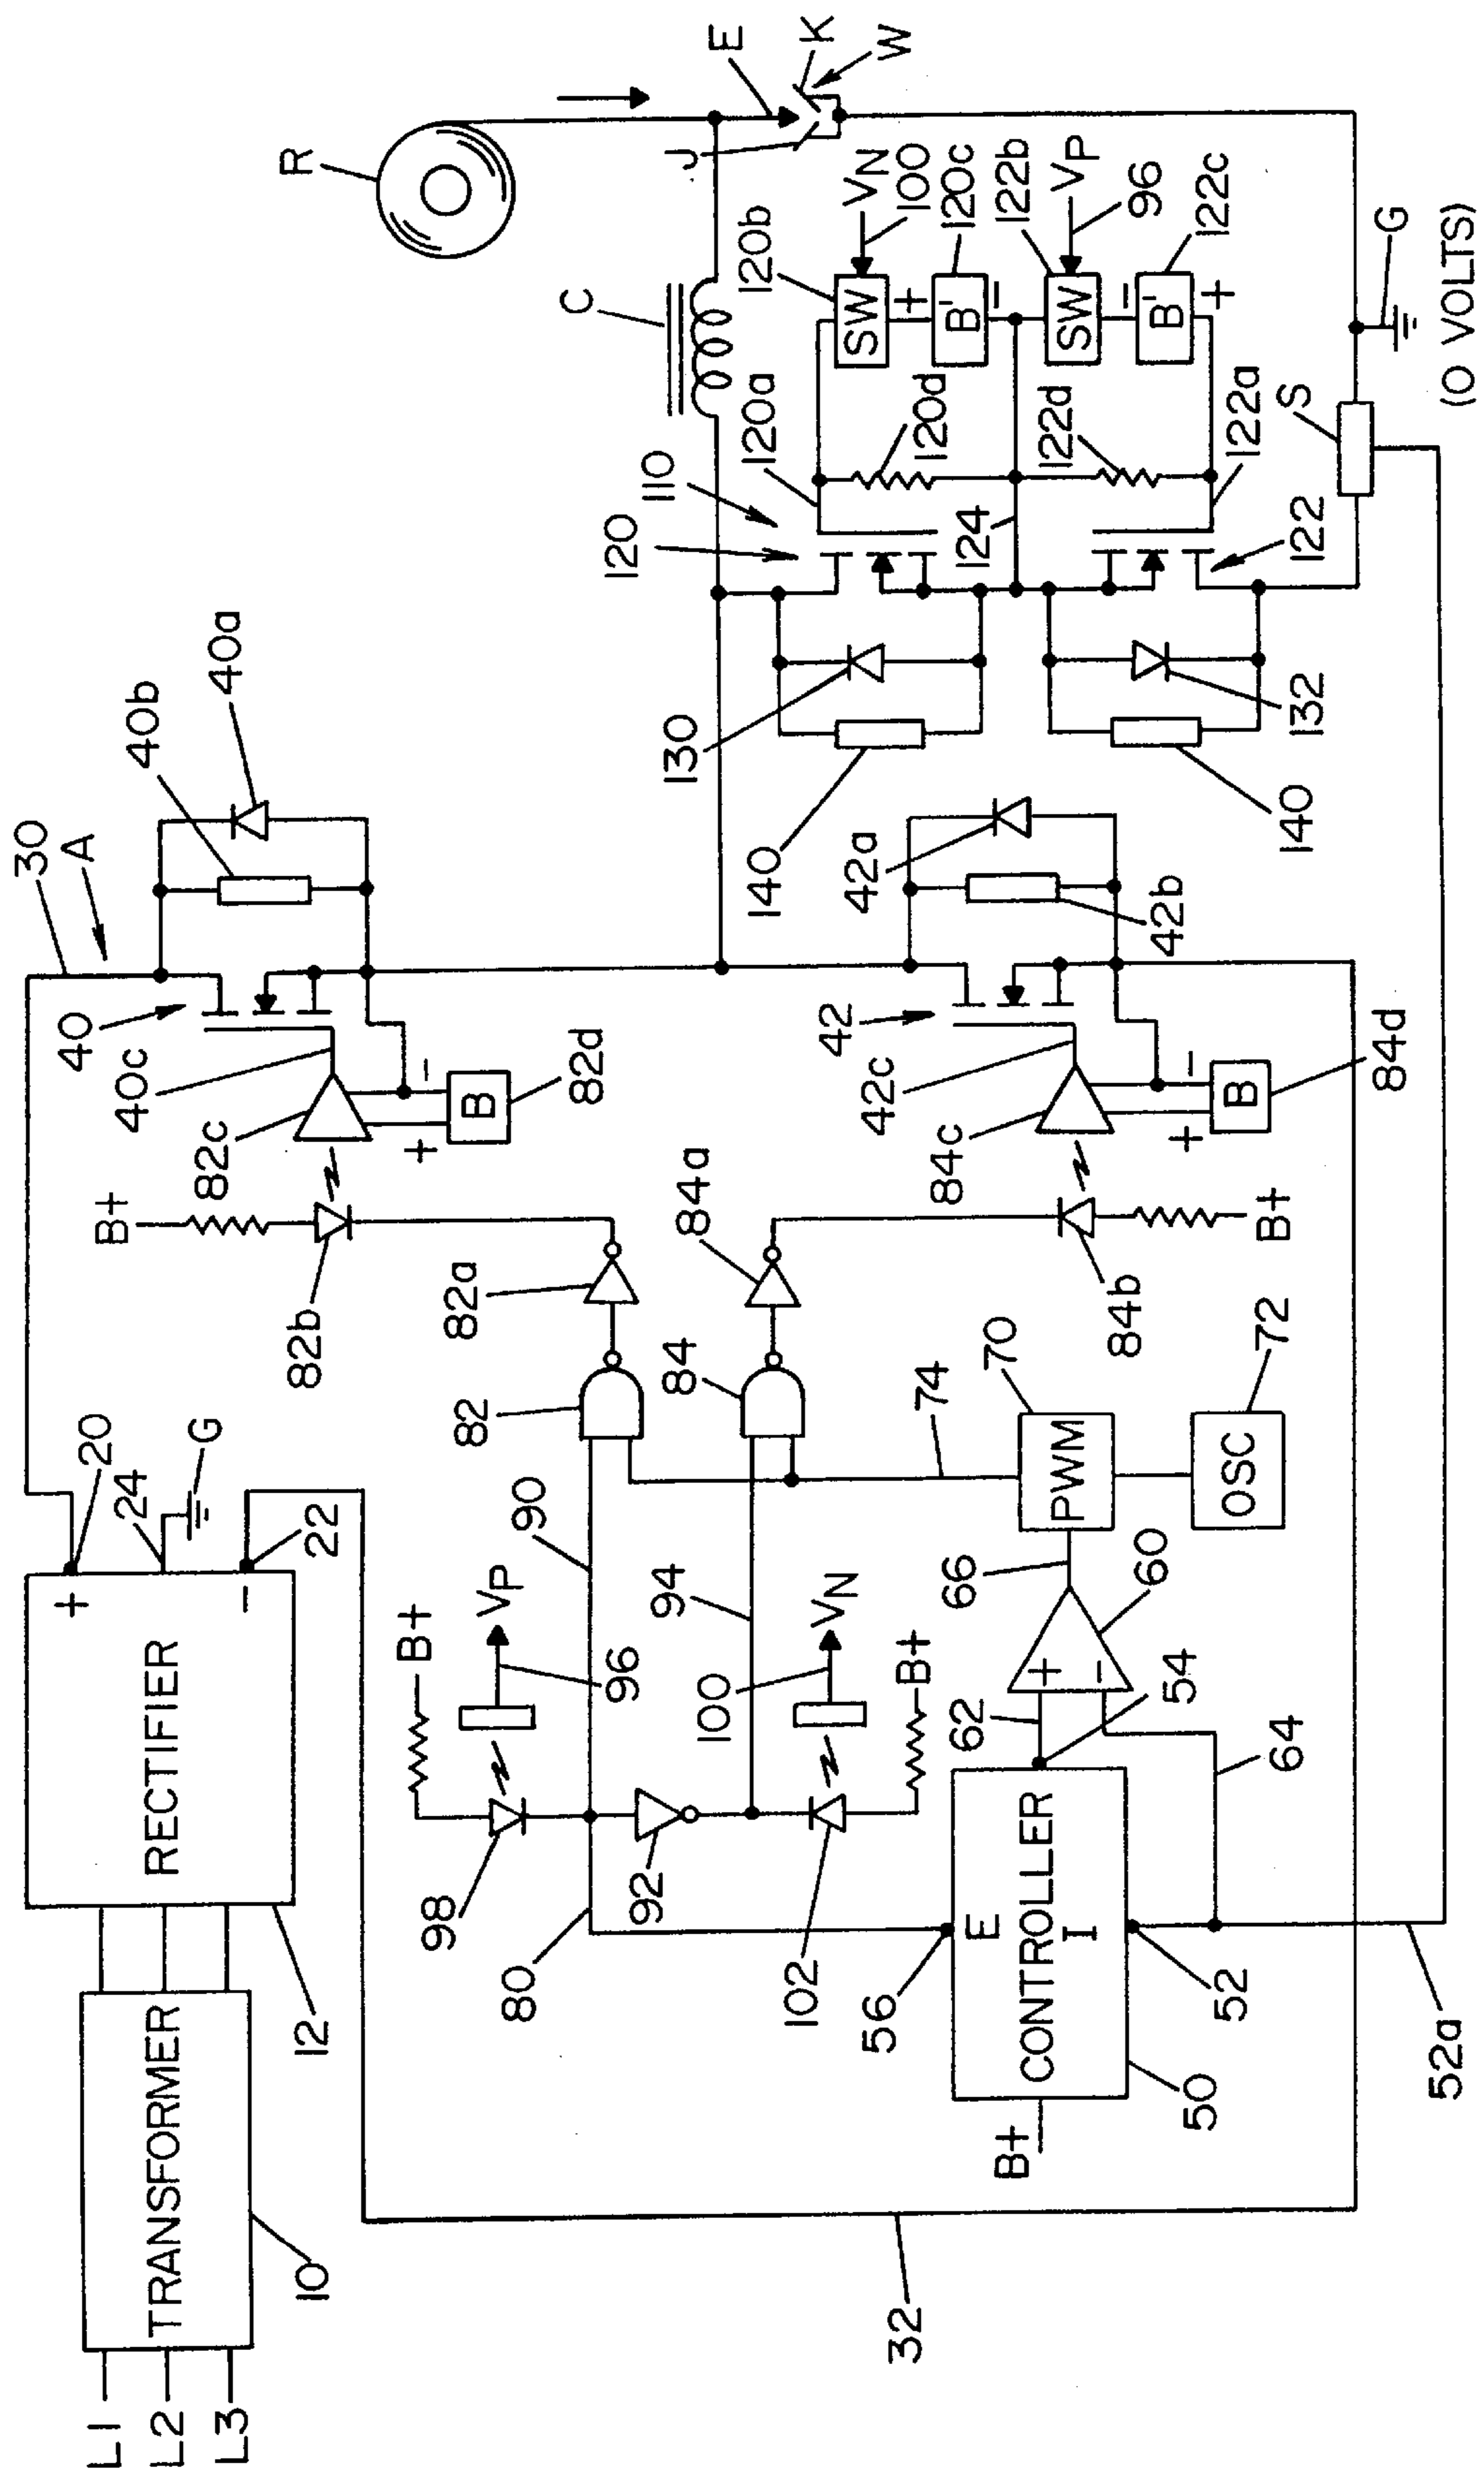 L1
L2
L3
TRANSFORMER
10
RECTIFIER
12
+
-
20
24
G
22
30
A
40
40a
40b
40c
82c
82d
B
+
-
B+
82b
82a
82
84
84a
84b
B+
84c
84d
B
+
-
42
42a
42b
42c
R
E
K
W
J
C
110
120
120a
120b
SW
VN
100
120c
+
B
-
120d
124
122b
SW
VP
96
122c
-
B
+
122d
122a
122
130
140
132
140
S
G
(O VOLTS)
B+
VP
96
98
90
80
92
94
100
VN
102
B+
56
E
CONTROLLER
I
B+
50
52
52a
54
62
64
+
-
60
66
PWM
70
74
OSC
72
32